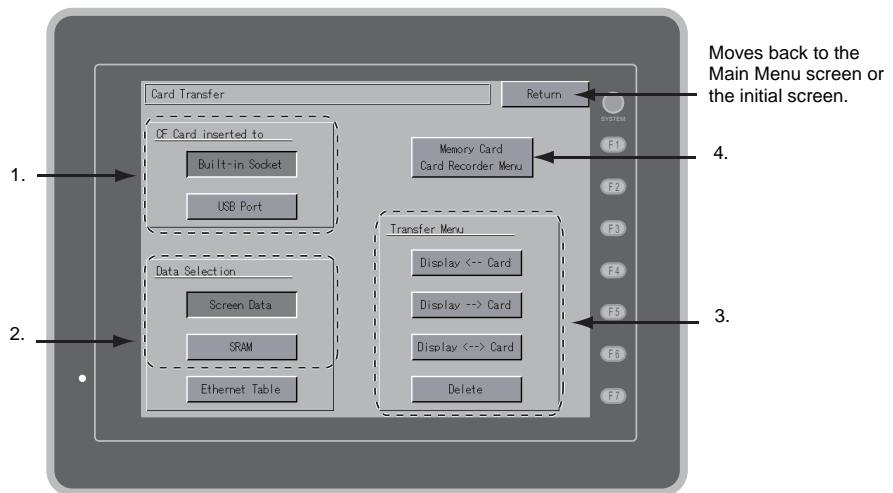 Moves back to the
Main Menu screen or
the initial screen.
Card Transfer
Return
SYSTEM
CF Card inserted to
Built-in Socket
USB Port
1.
Memory Card
Card Recorder Menu
4.
F1
F2
F3
F4
F5
F6
F7
Data Selection
Screen Data
SRAM
Ethernet Table
2.
Transfer Menu
Display <-- Card
Display --> Card
Display <--> Card
Delete
3.